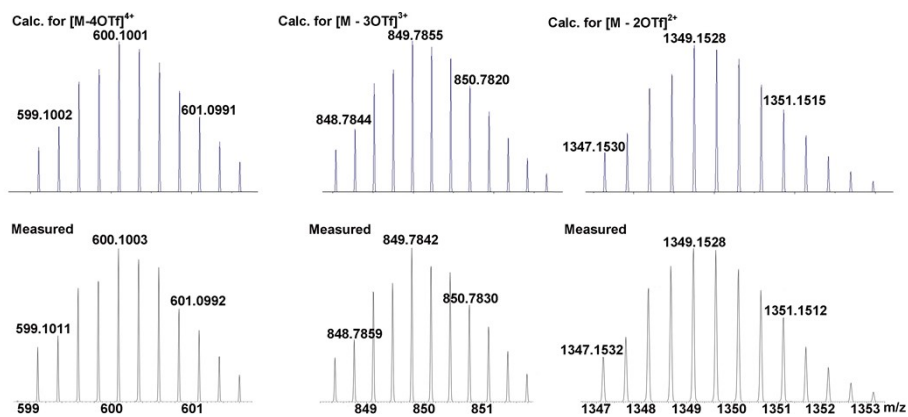 Calc. for [M-4OTf]4+
600.1001
599.1002
601.0991
Calc. for [M - 3OTf]3+
849.7855
850.7820
848.7844
Calc. for [M - 2OTf]2+
1349.1528
1351.1515
1347.1530
Measured
600.1003
601.0992
599.1011
599 600 601
Measured
849.7842
850.7830
848.7859
849 850 851
Measured
1349.1528
1351.1512
1347.1532
1347 1348 1349 1350 1351 1352 1353 m/z